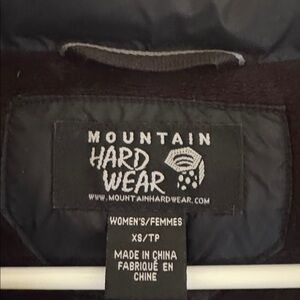 MOUNTAIN
HARD
WEAR
WWW.MOUNTAINHARDWEAR.COM
WOMEN'S/FEMMES
XS/TP
MADE IN CHINA
FABRIQUÉ EN
CHINE